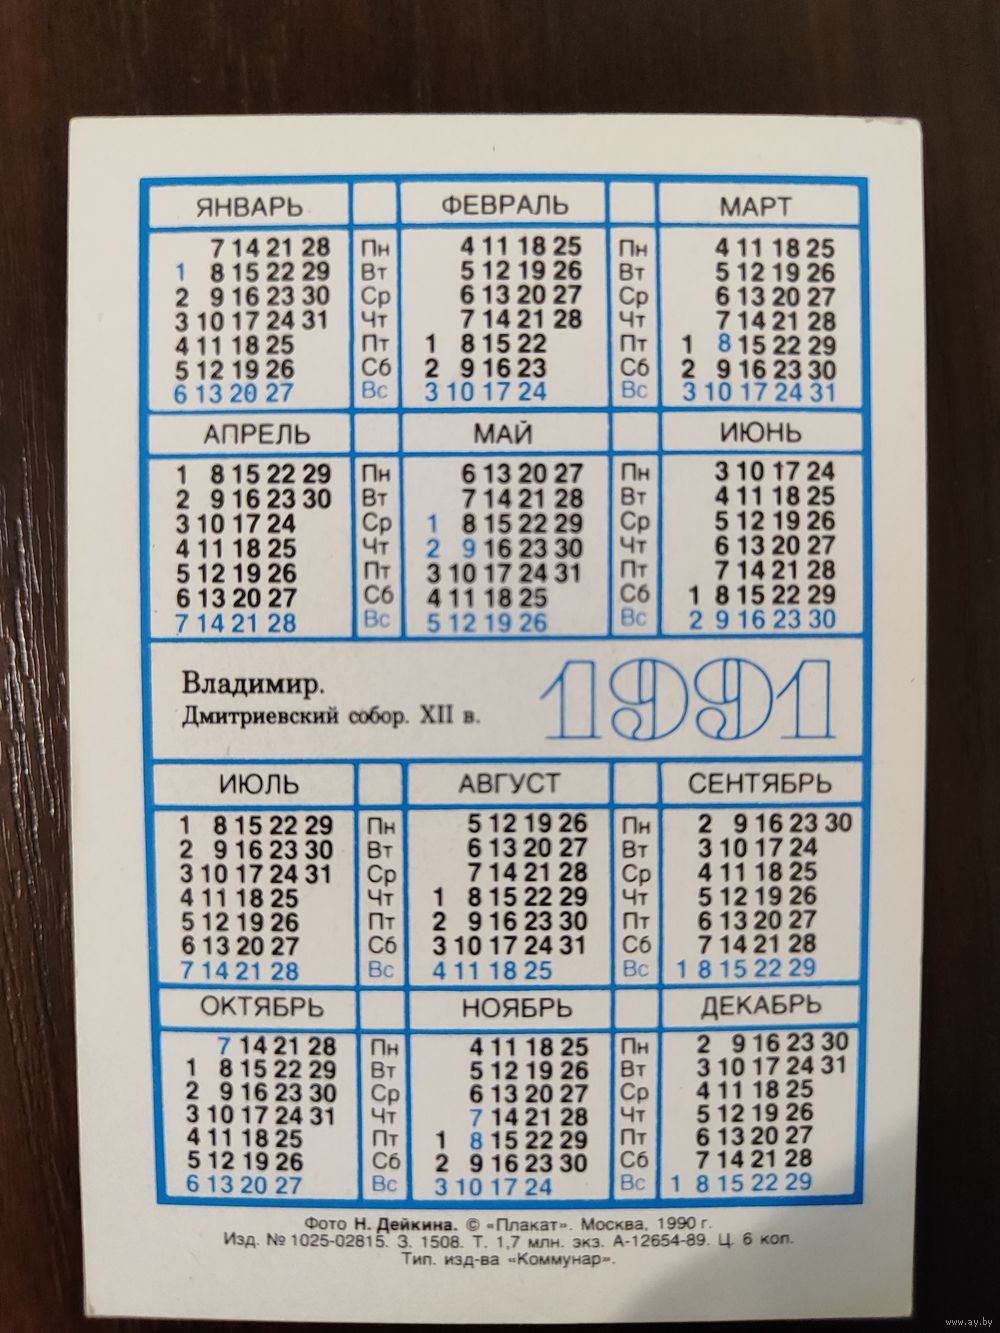 ЯНВАРЬ ФЕВРАЛЬ МАРТ
7 14 21 28 Пн 4 11 18 25 Пн 4 11 18 25
1 8 15 22 29 Вт 5 12 19 26 Вт 5 12 19 26
2 9 16 23 30 Ср 6 13 20 27 Ср 6 13 20 27
3 10 17 24 31 Чт 7 14 21 28 Чт 7 14 21 28
4 11 18 25 Пт 1 8 15 22 Пт 1 8 15 22 29
5 12 19 26 Сб 2 9 16 23 Сб 2 9 16 23 30
6 13 20 27 Вс 3 10 17 24 Вс 3 10 17 24 31
АПРЕЛЬ МАЙ ИЮНЬ
1 8 15 22 29 Пн 6 13 20 27 Пн 3 10 17 24
2 9 16 23 30 Вт 7 14 21 28 Вт 4 11 18 25
3 10 17 24 Ср 1 8 15 22 29 Ср 5 12 19 26
4 11 18 25 Чт 2 9 16 23 30 Чт 6 13 20 27
5 12 19 26 Пт 3 10 17 24 31 Пт 7 14 21 28
6 13 20 27 Сб 4 11 18 25 Сб 1 8 15 22 29
7 14 21 28 Вс 5 12 19 26 Вс 2 9 16 23 30
Владимир. 1991
Дмитриевский собор. XII в.
ИЮЛЬ АВГУСТ СЕНТЯБРЬ
1 8 15 22 29 Пн 5 12 19 26 Пн 2 9 16 23 30
2 9 16 23 30 Вт 6 13 20 27 Вт 3 10 17 24
3 10 17 24 31 Ср 7 14 21 28 Ср 4 11 18 25
4 11 18 25 Чт 1 8 15 22 29 Чт 5 12 19 26
5 12 19 26 Пт 2 9 16 23 30 Пт 6 13 20 27
6 13 20 27 Сб 3 10 17 24 31 Сб 7 14 21 28
7 14 21 28 Вс 4 11 18 25 Вс 1 8 15 22 29
ОКТЯБРЬ НОЯБРЬ ДЕКАБРЬ
7 14 21 28 Пн 4 11 18 25 Пн 2 9 16 23 30
1 8 15 22 29 Вт 5 12 19 26 Вт 3 10 17 24 31
2 9 16 23 30 Ср 6 13 20 27 Ср 4 11 18 25
3 10 17 24 31 Чт 7 14 21 28 Чт 5 12 19 26
4 11 18 25 Пт 1 8 15 22 29 Пт 6 13 20 27
5 12 19 26 Сб 2 9 16 23 30 Сб 7 14 21 28
6 13 20 27 Вс 3 10 17 24 Вс 1 8 15 22 29
Фото Н. Дейкина. © «Плакат». Москва, 1990 г.
Изд. № 1025-02815. З. 1508. Т. 1,7 млн. экз. А-12654-89. Ц. 6 коп.
Тип. изд-ва «Коммунар».
www.ay.by